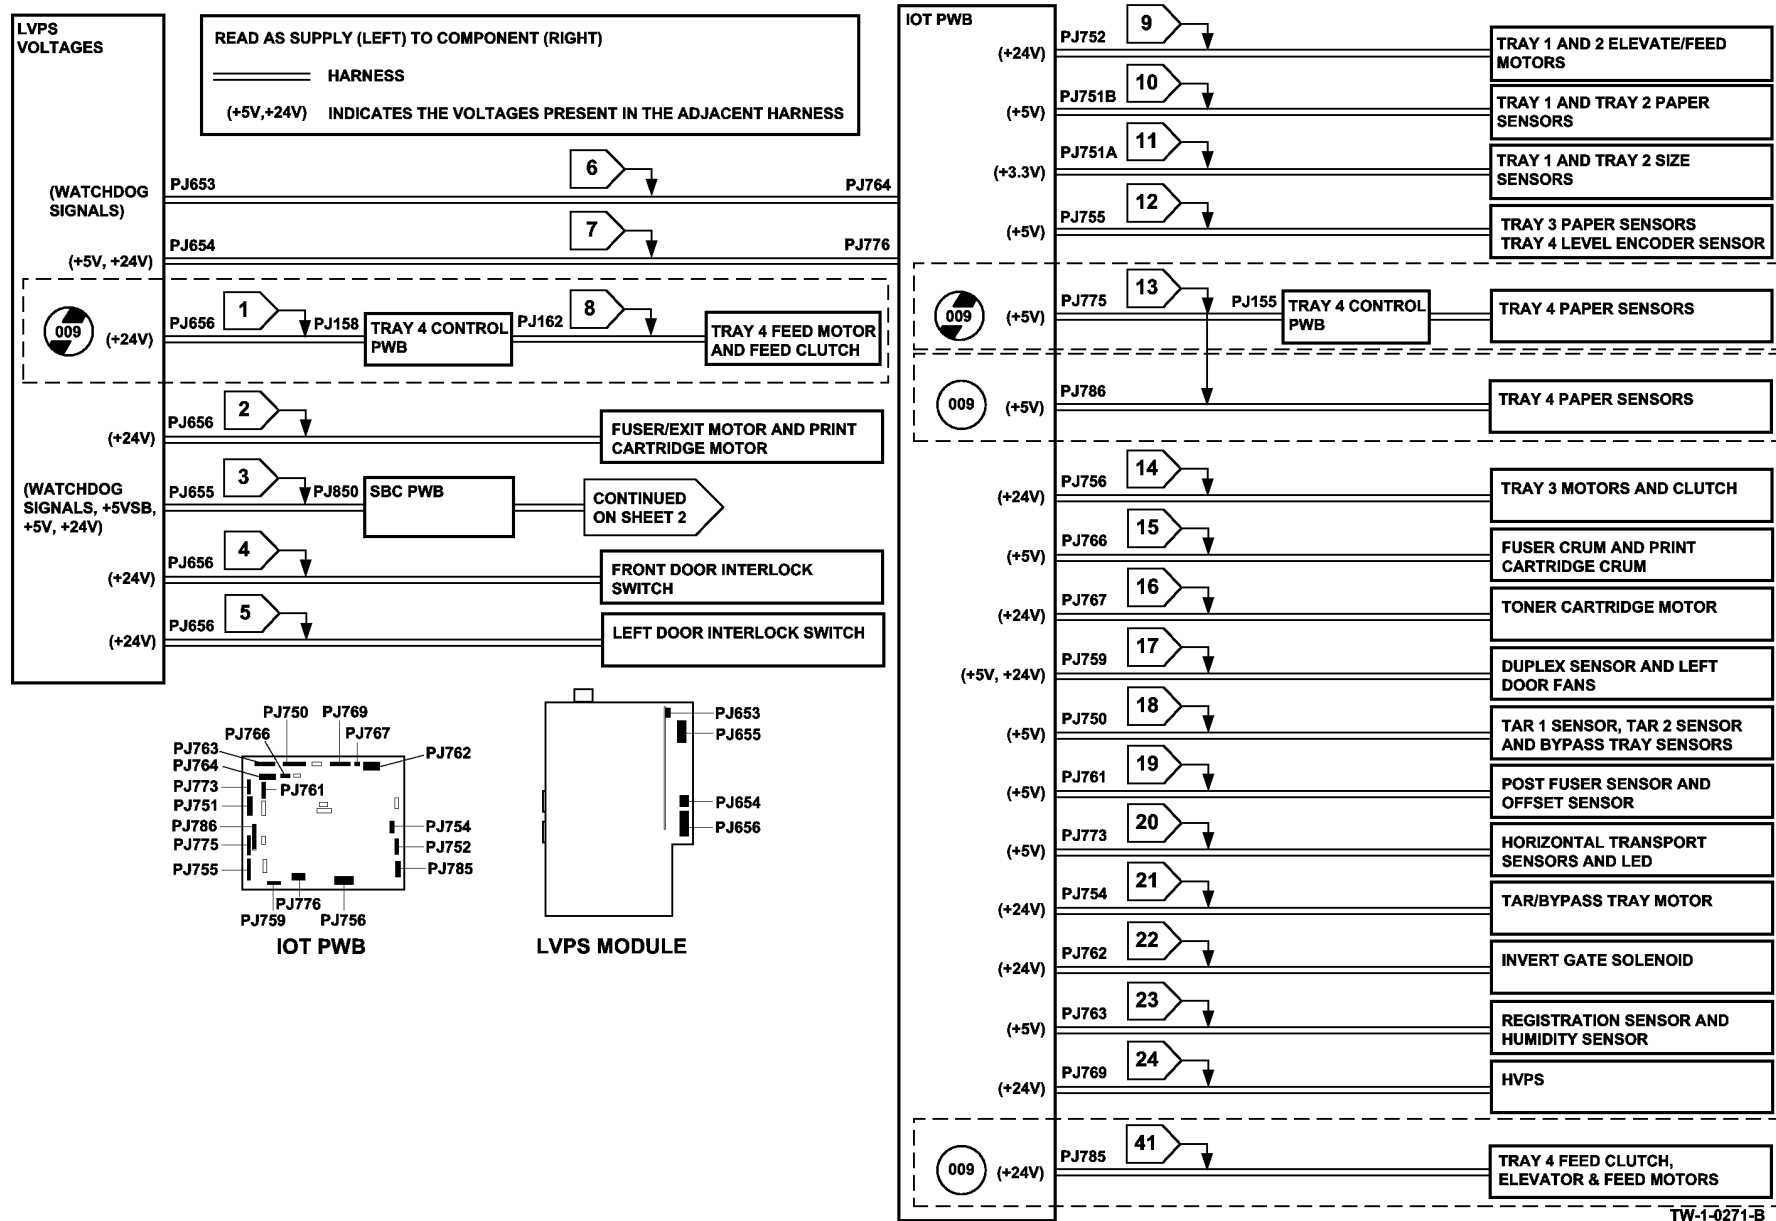 LVPS
VOLTAGES
READ AS SUPPLY (LEFT) TO COMPONENT (RIGHT)
HARNESS
(+5V,+24V) INDICATES THE VOLTAGES PRESENT IN THE ADJACENT HARNESS
(WATCHDOG
SIGNALS)
PJ653
6
PJ764
(+5V, +24V)
PJ654
7
PJ776
009
(+24V)
PJ656
1
PJ158
TRAY 4 CONTROL
PWB
PJ162
8
TRAY 4 FEED MOTOR
AND FEED CLUTCH
(+24V)
PJ656
2
FUSER/EXIT MOTOR AND PRINT
CARTRIDGE MOTOR
(WATCHDOG
SIGNALS, +5VSB,
+5V, +24V)
PJ655
3
PJ850
SBC PWB
CONTINUED
ON SHEET 2
(+24V)
PJ656
4
FRONT DOOR INTERLOCK
SWITCH
(+24V)
PJ656
5
LEFT DOOR INTERLOCK SWITCH
PJ750
PJ769
PJ766
PJ767
PJ763
PJ762
PJ764
PJ773
PJ761
PJ751
PJ786
PJ754
PJ775
PJ752
PJ755
PJ785
PJ776
PJ759
PJ756
IOT PWB
PJ653
PJ655
PJ654
PJ656
LVPS MODULE
IOT PWB
(+24V)
PJ752
9
TRAY 1 AND 2 ELEVATE/FEED
MOTORS
(+5V)
PJ751B
10
TRAY 1 AND TRAY 2 PAPER
SENSORS
(+3.3V)
PJ751A
11
TRAY 1 AND TRAY 2 SIZE
SENSORS
(+5V)
PJ755
12
TRAY 3 PAPER SENSORS
TRAY 4 LEVEL ENCODER SENSOR
009
(+5V)
PJ775
13
PJ155
TRAY 4 CONTROL
PWB
TRAY 4 PAPER SENSORS
009
(+5V)
PJ786
TRAY 4 PAPER SENSORS
(+24V)
PJ756
14
TRAY 3 MOTORS AND CLUTCH
(+5V)
PJ766
15
FUSER CRUM AND PRINT
CARTRIDGE CRUM
(+24V)
PJ767
16
TONER CARTRIDGE MOTOR
(+5V, +24V)
PJ759
17
DUPLEX SENSOR AND LEFT
DOOR FANS
(+5V)
PJ750
18
TAR 1 SENSOR, TAR 2 SENSOR
AND BYPASS TRAY SENSORS
(+5V)
PJ761
19
POST FUSER SENSOR AND
OFFSET SENSOR
(+5V)
PJ773
20
HORIZONTAL TRANSPORT
SENSORS AND LED
(+24V)
PJ754
21
TAR/BYPASS TRAY MOTOR
(+24V)
PJ762
22
INVERT GATE SOLENOID
(+5V)
PJ763
23
REGISTRATION SENSOR AND
HUMIDITY SENSOR
(+24V)
PJ769
24
HVPS
009
(+24V)
PJ785
41
TRAY 4 FEED CLUTCH,
ELEVATOR & FEED MOTORS
TW-1-0271-B